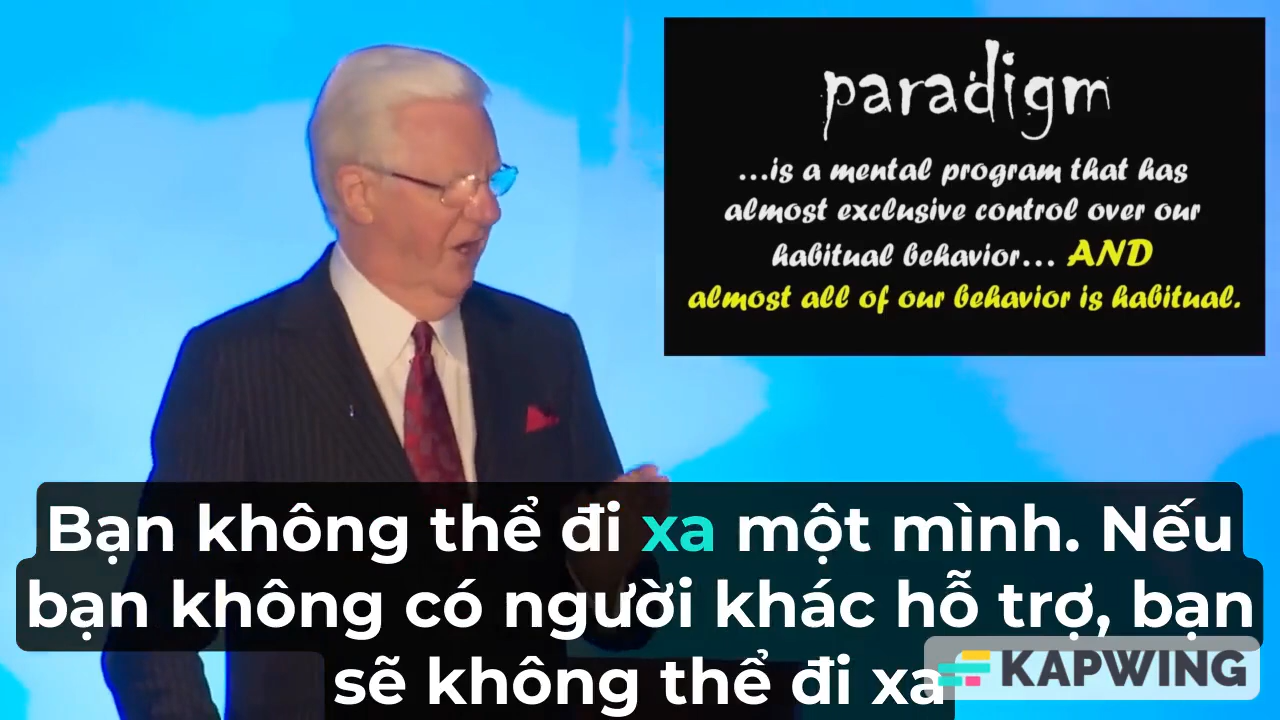 paradigm
...is a mental program that has
almost exclusive control over our
habitual behavior... AND
almost all of our behavior is habitual.
Bạn không thể đi xa một mình. Nếu
bạn không có người khác hỗ trợ, bạn
sẽ không thể đi xa
KAPWING